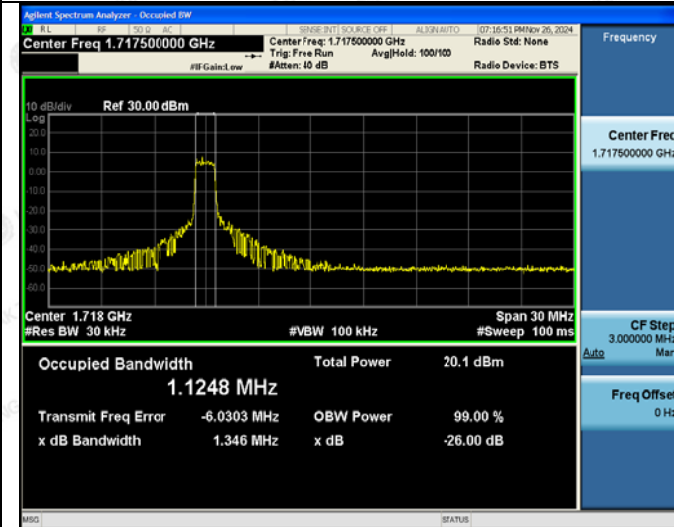 Agilent Spectrum Analyzer - Occupied BW
RL RF 50 Ω AC SENSE:INT SOURCE OFF ALIGNAUTO 07:16:51 PM Nov 26, 2024
Center Freq 1.717500000 GHz
Center Freq: 1.717500000 GHz
Radio Std: None
Trig: Free Run Avg|Hold: 100/100
#IFGain:Low
#Atten: 40 dB
Radio Device: BTS
Frequency
10 dB/div Ref 30.00 dBm
Log
20.0
10.0
0.00
-10.0
-20.0
-30.0
-40.0
-50.0
-60.0
Center 1.718 GHz
Span 30 MHz
#Res BW 30 kHz
#VBW 100 kHz
#Sweep 100 ms
Occupied Bandwidth
Total Power 20.1 dBm
1.1248 MHz
Transmit Freq Error -6.0303 MHz
OBW Power 99.00 %
x dB Bandwidth 1.346 MHz
x dB -26.00 dB
Center Freq
1.717500000 GHz
CF Step
3.000000 MHz
Auto Man
Freq Offset
0 Hz
MSG
STATUS